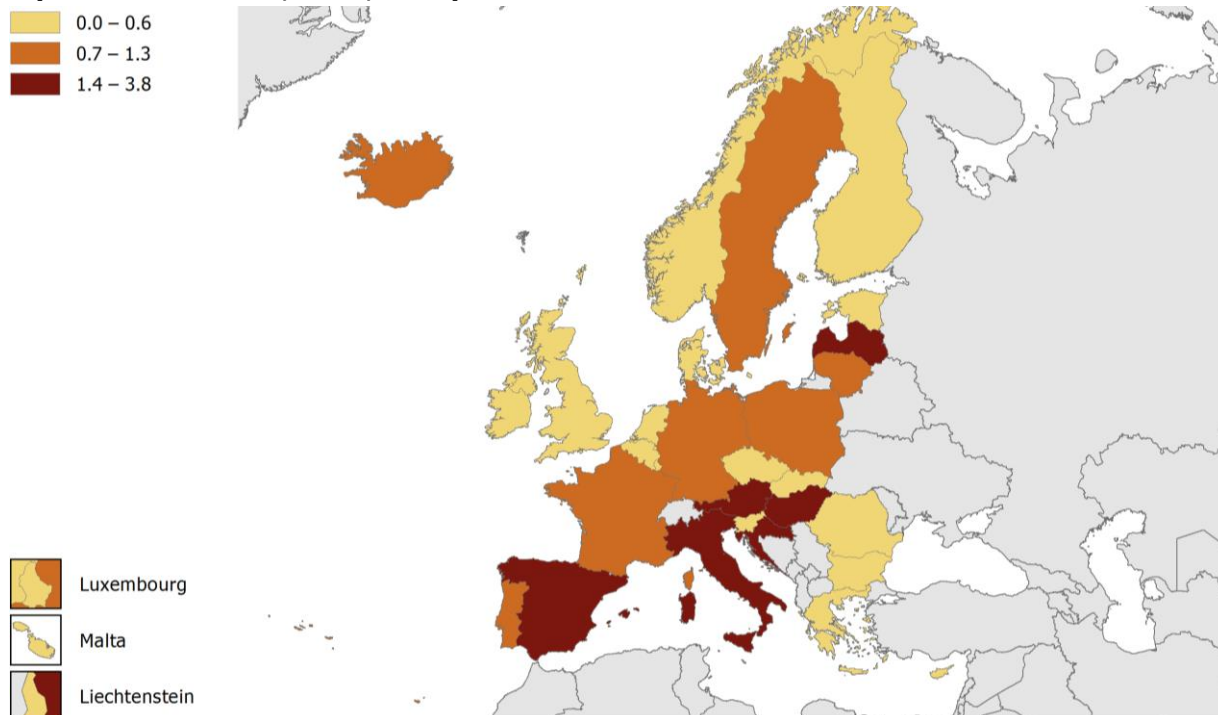 0.0 – 0.6
0.7 – 1.3
1.4 – 3.8
Luxembourg
Malta
Liechtenstein